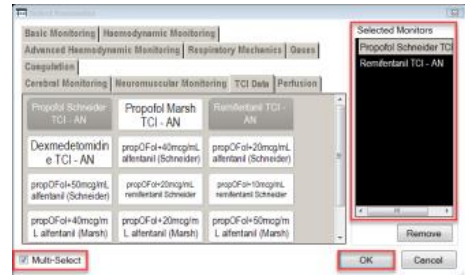 Basic Monitoring Haemodynamic Monitoring
Advanced Haemodynamic Monitoring Respiratory Mechanics Gases
Coagulation
Cerebral Monitoring Neuromuscular Monitoring TCI Data Perfusion
Propofol Schneider TCI - AN
Propofol Marsh TCI - AN
Remifentanil TCI - AN
Dexmedetomidin e TCI - AN
propOFol+40mcg/mL alfentanil (Schneider)
propOFol+20mcg/mL alfentanil (Schneider)
propOFol+50mcg/mL alfentanil (Schneider)
propOFol+20mcg/mL remifentanil Schneider
propOFol+10mcg/mL remifentanil Schneider
propOFol+40mcg/m L alfentanil (Marsh)
propOFol+20mcg/m L alfentanil (Marsh)
propOFol+50mcg/m L alfentanil (Marsh)
Multi-Select
Selected Monitors
Propofol Schneider TCI
Remifentanil TCI - AN
Remove
OK Cancel